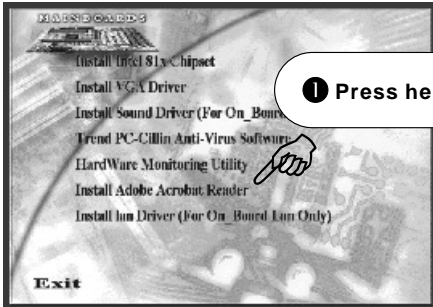 MAINBOARDS
Install Intel 81x Chipset
Install VGA Driver
Install Sound Driver (For On_Board
❶ Press he
Trend PC-Cillin Anti-Virus Software
HardWare Monitoring Utility
Install Adobe Acrobat Reader
Install lan Driver (For On_Board Lan Only)
Exit